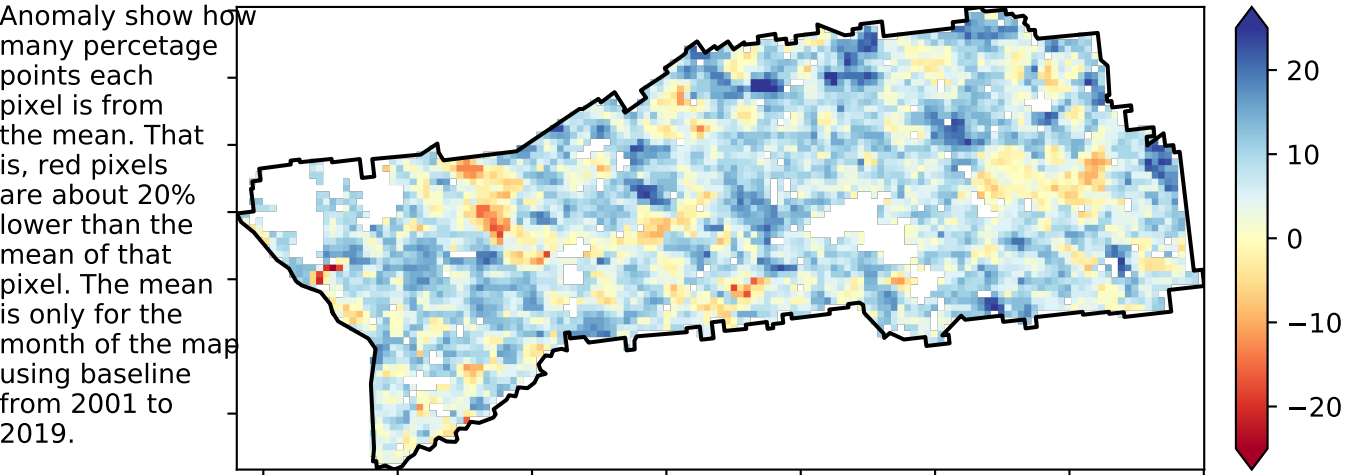 Anomaly show how
many percetage
points each
pixel is from
the mean. That
is, red pixels
are about 20%
lower than the
mean of that
pixel. The mean
is only for the
month of the map
using baseline
from 2001 to
2019.
20
10
0
−10
−20